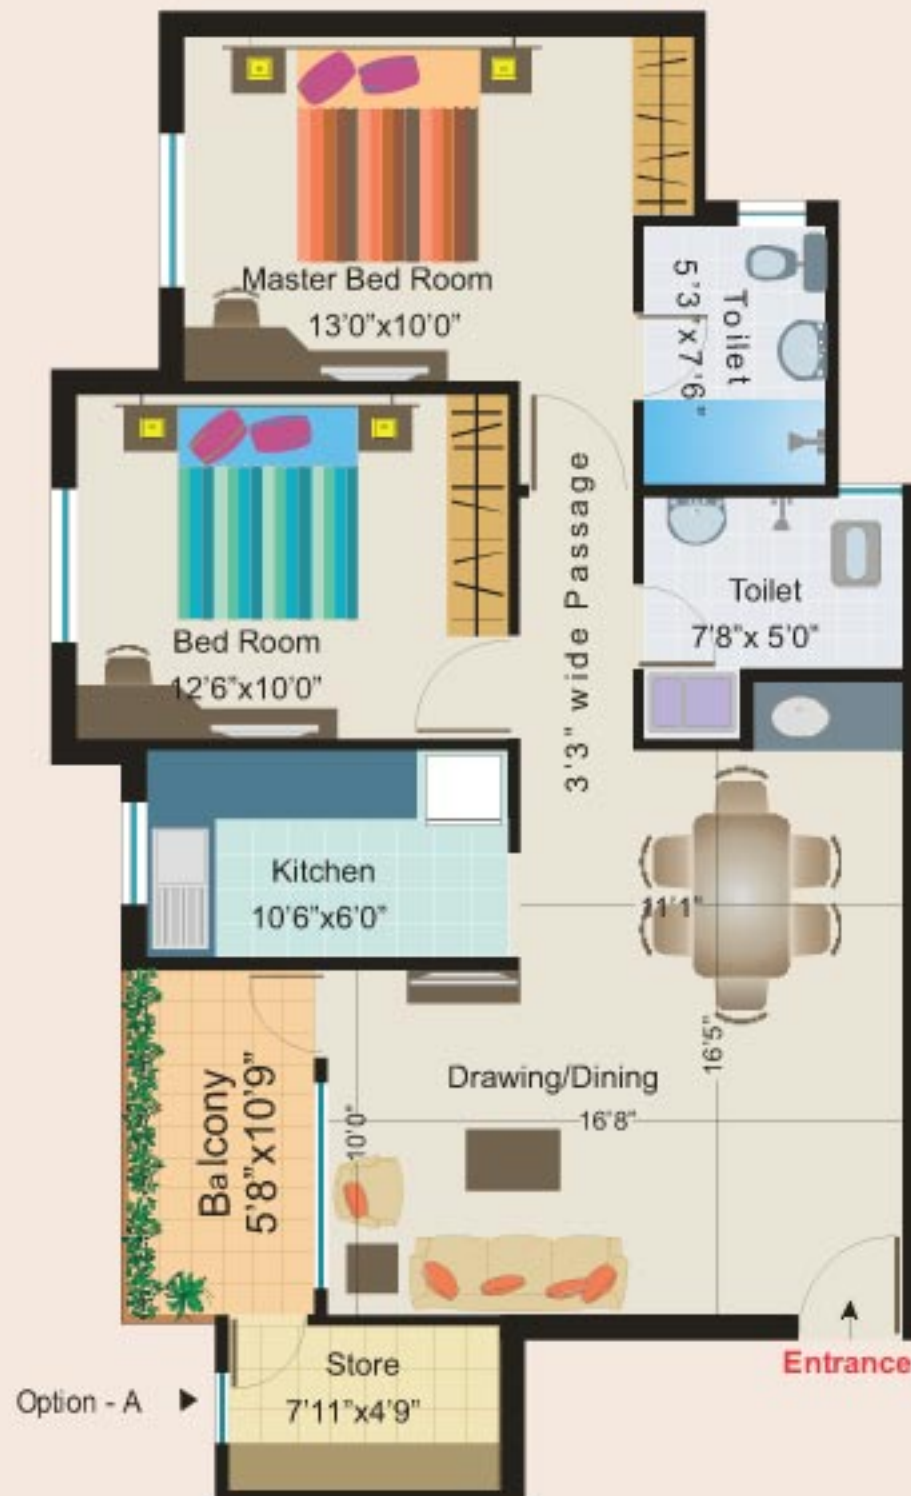 Master Bed Room
13'0"x10'0"
Toilet
5'3"x7'6"
Bed Room
12'6"x10'0"
3'3" wide Passage
Toilet
7'8"x 5'0"
Kitchen
10'6"x6'0"
11'1"
16'5"
Drawing/Dining
16'8"
10'0"
Balcony
5'8"x10'9"
Store
7'11"x4'9"
Entrance
Option - A